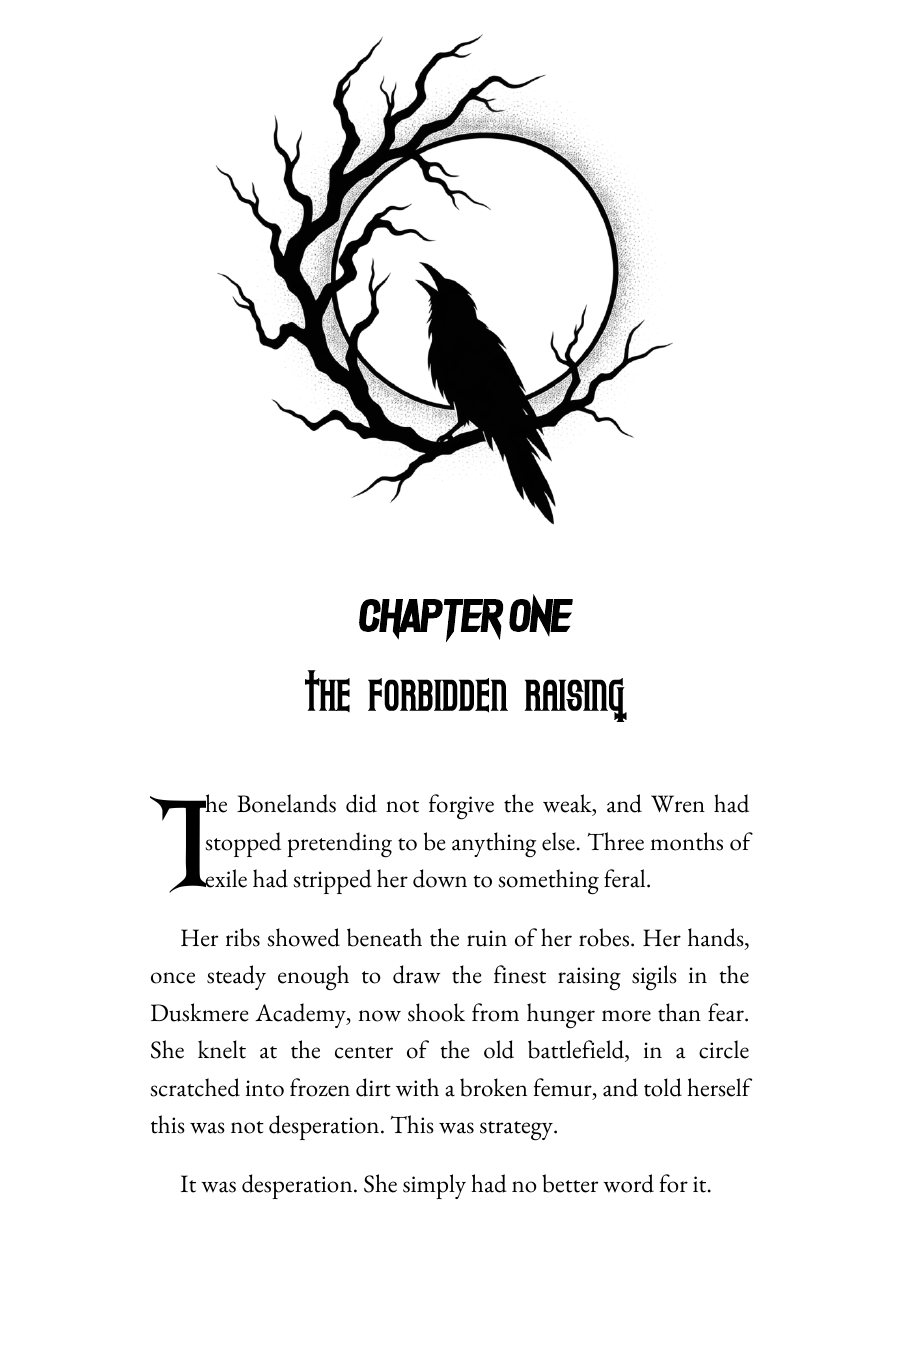 CHAPTER ONE
THE FORBIDDEN RAISING
The Bonelands did not forgive the weak, and Wren had
stopped pretending to be anything else. Three months of
exile had stripped her down to something feral.
Her ribs showed beneath the ruin of her robes. Her hands,
once steady enough to draw the finest raising sigils in the
Duskmere Academy, now shook from hunger more than fear.
She knelt at the center of the old battlefield, in a circle
scratched into frozen dirt with a broken femur, and told herself
this was not desperation. This was strategy.
It was desperation. She simply had no better word for it.